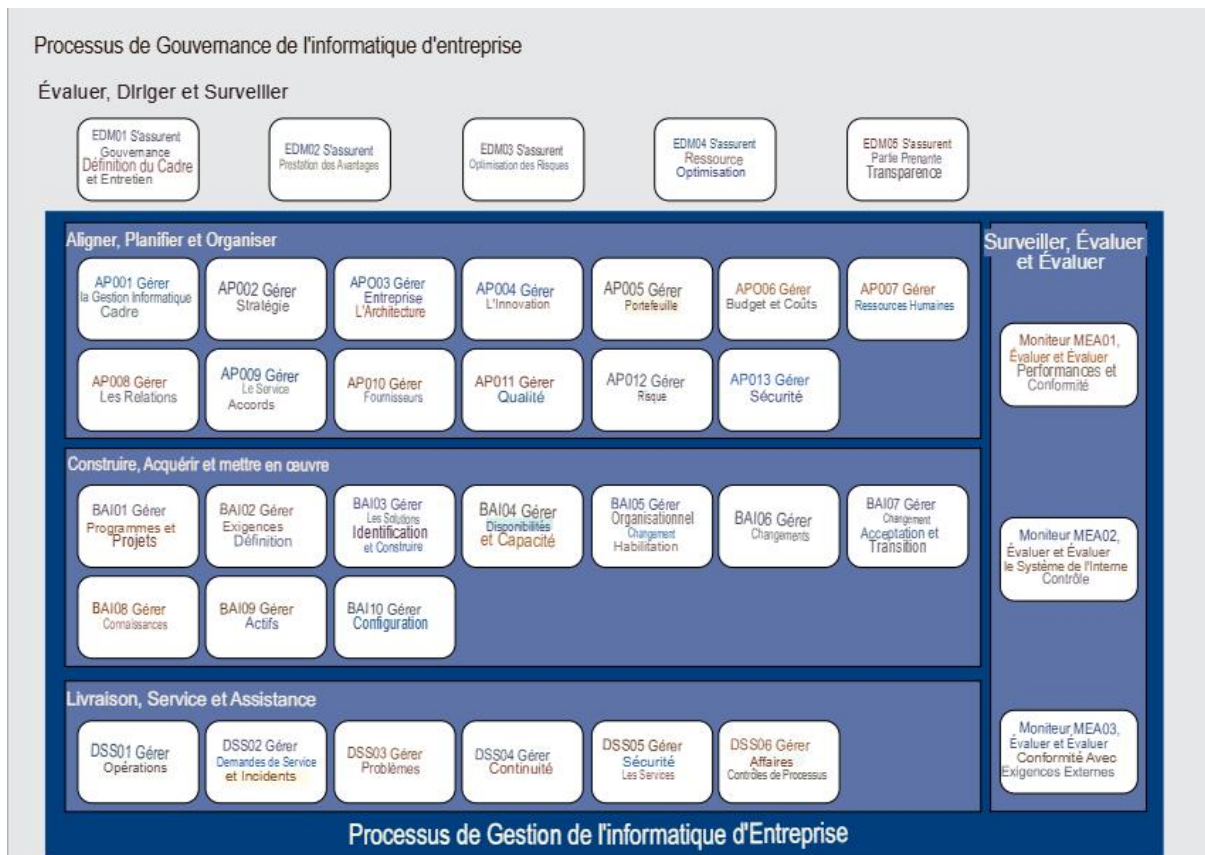 Processus de Gouvernance de l'informatique d'entreprise
Évaluer, Diriger et Surveiller
EDM01 S'assurent
Gouvernance
Définition du Cadre
et Entretien
EDM02 S'assurent
Prestation des Avantages
EDM03 S'assurent
Optimisation des Risques
EDM04 S'assurent
Ressource
Optimisation
EDM05 S'assurent
Partie Prenante
Transparence
Aligner, Planifier et Organiser
AP001 Gérer
la Gestion Informatique
Cadre
AP002 Gérer
Stratégie
APO03 Gérer
Entreprise
L'Architecture
AP004 Gérer
L'Innovation
AP005 Gérer
Portefeuille
APO06 Gérer
Budget et Coûts
AP007 Gérer
Ressources Humaines
AP008 Gérer
Les Relations
AP009 Gérer
Le Service
Accords
AP010 Gérer
Fournisseurs
AP011 Gérer
Qualité
AP012 Gérer
Risque
AP013 Gérer
Sécurité
Construire, Acquérir et mettre en œuvre
BAI01 Gérer
Programmes et
Projets
BAI02 Gérer
Exigences
Définition
BAI03 Gérer
Les Solutions
Identification
et Construire
BAI04 Gérer
Disponibilités
et Capacité
BAI05 Gérer
Organisationnel
Changement
Habilitation
BAI06 Gérer
Changements
BAI07 Gérer
Changement
Acceptation et
Transition
BAI08 Gérer
Connaissances
BAI09 Gérer
Actifs
BAI10 Gérer
Configuration
Livraison, Service et Assistance
DSS01 Gérer
Opérations
DSS02 Gérer
Demandes de Service
et Incidents
DSS03 Gérer
Problèmes
DSS04 Gérer
Continuité
DSS05 Gérer
Sécurité
Les Services
DSS06 Gérer
Affaires
Contrôles de Processus
Surveiller, Évaluer
et Évaluer
Moniteur MEA01,
Évaluer et Évaluer
Performances et
Conformité
Moniteur MEA02,
Évaluer et Évaluer
le Système de l'Interne
Contrôle
Moniteur MEA03,
Évaluer et Évaluer
Conformité Avec
Exigences Externes
Processus de Gestion de l'informatique d'Entreprise